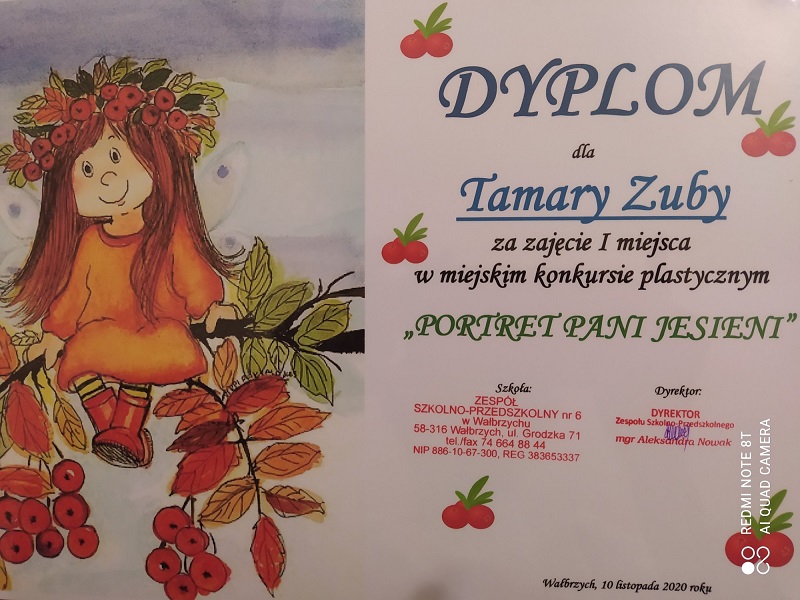 DYPLOM
dla
Tamary Zuby
za zajęcie I miejsca
w miejskim konkursie plastycznym
„PORTRET PANI JESIENI”
Szkoła:
ZESPÓŁ
SZKOLNO-PRZEDSZKOLNY nr 6
w Wałbrzychu
58-316 Wałbrzych, ul. Grodzka 71
tel./fax 74 664 88 44
NIP 886-10-67-300, REG 383653337
Dyrektor:
DYREKTOR
Zespołu Szkolno-Przedszkolnego
mgr Aleksandra Nowak
Wałbrzych, 10 listopada 2020 roku
REDMI NOTE 8T
AI QUAD CAMERA